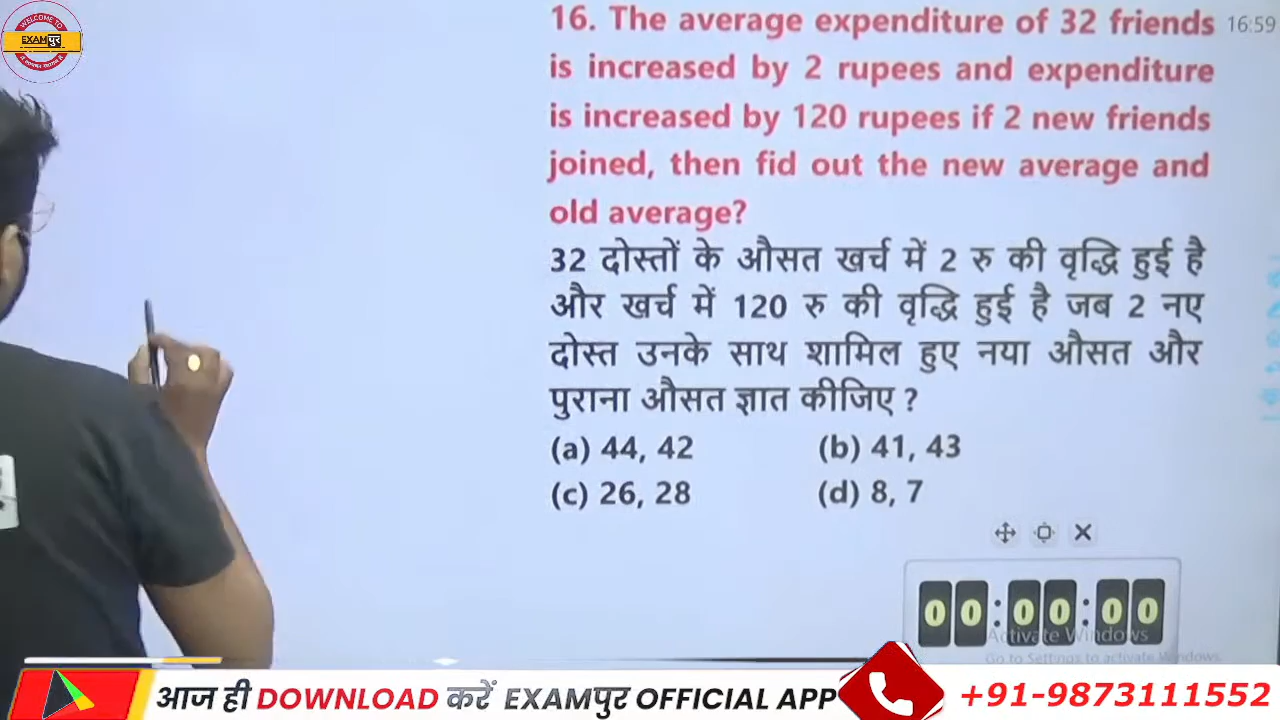 WELCOME TO
EXAMपुर
16. The average expenditure of 32 friends
16:59
is increased by 2 rupees and expenditure
is increased by 120 rupees if 2 new friends
joined, then fid out the new average and
old average?
32 दोस्तों के औसत खर्च में 2 रु की वृद्धि हुई है
और खर्च में 120 रु की वृद्धि हुई है जब 2 नए
दोस्त उनके साथ शामिल हुए नया औसत और
पुराना औसत ज्ञात कीजिए ?
(a) 44, 42 (b) 41, 43
(c) 26, 28 (d) 8, 7
00:00:00
Activate Windows
Go to Settings to activate Windows.
आज ही DOWNLOAD करें EXAMपुर OFFICIAL APP
+91-9873111552